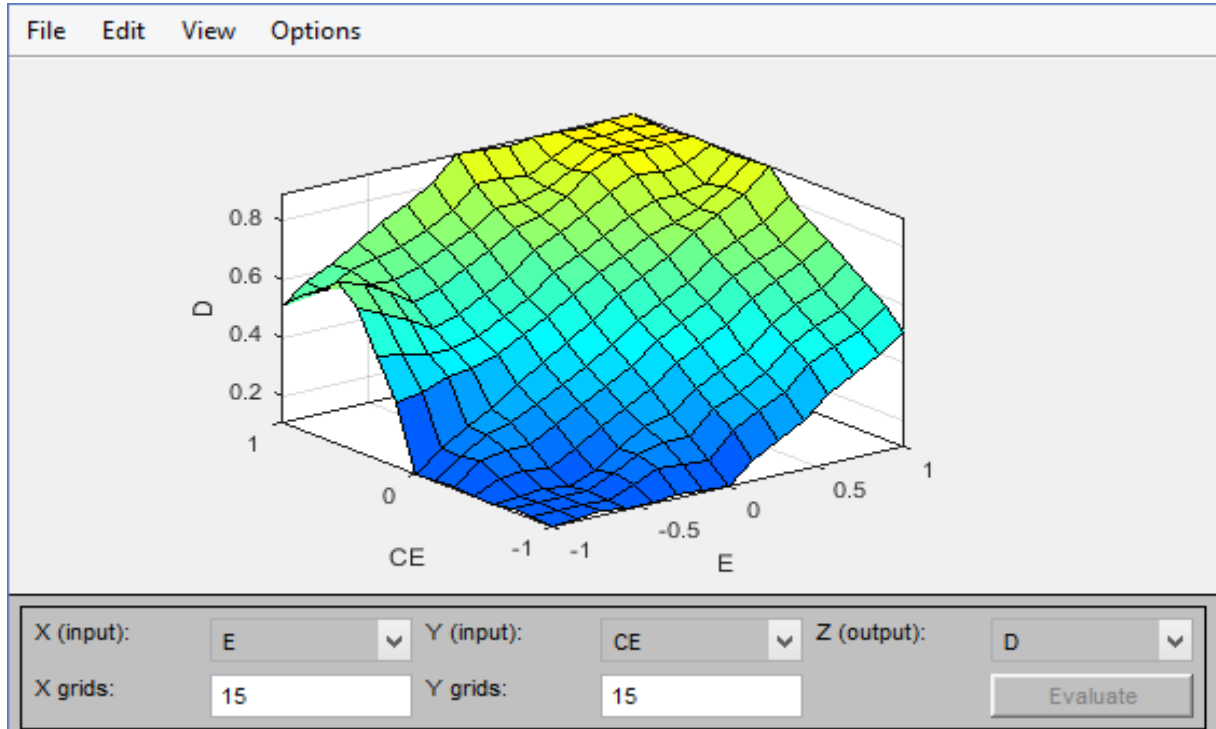 File Edit View Options
0.8
0.6
0.4
0.2
D
1
0
-1
CE
-1
-0.5
0
0.5
1
E
X (input): E Y (input): CE Z (output): D
X grids: 15 Y grids: 15 Evaluate